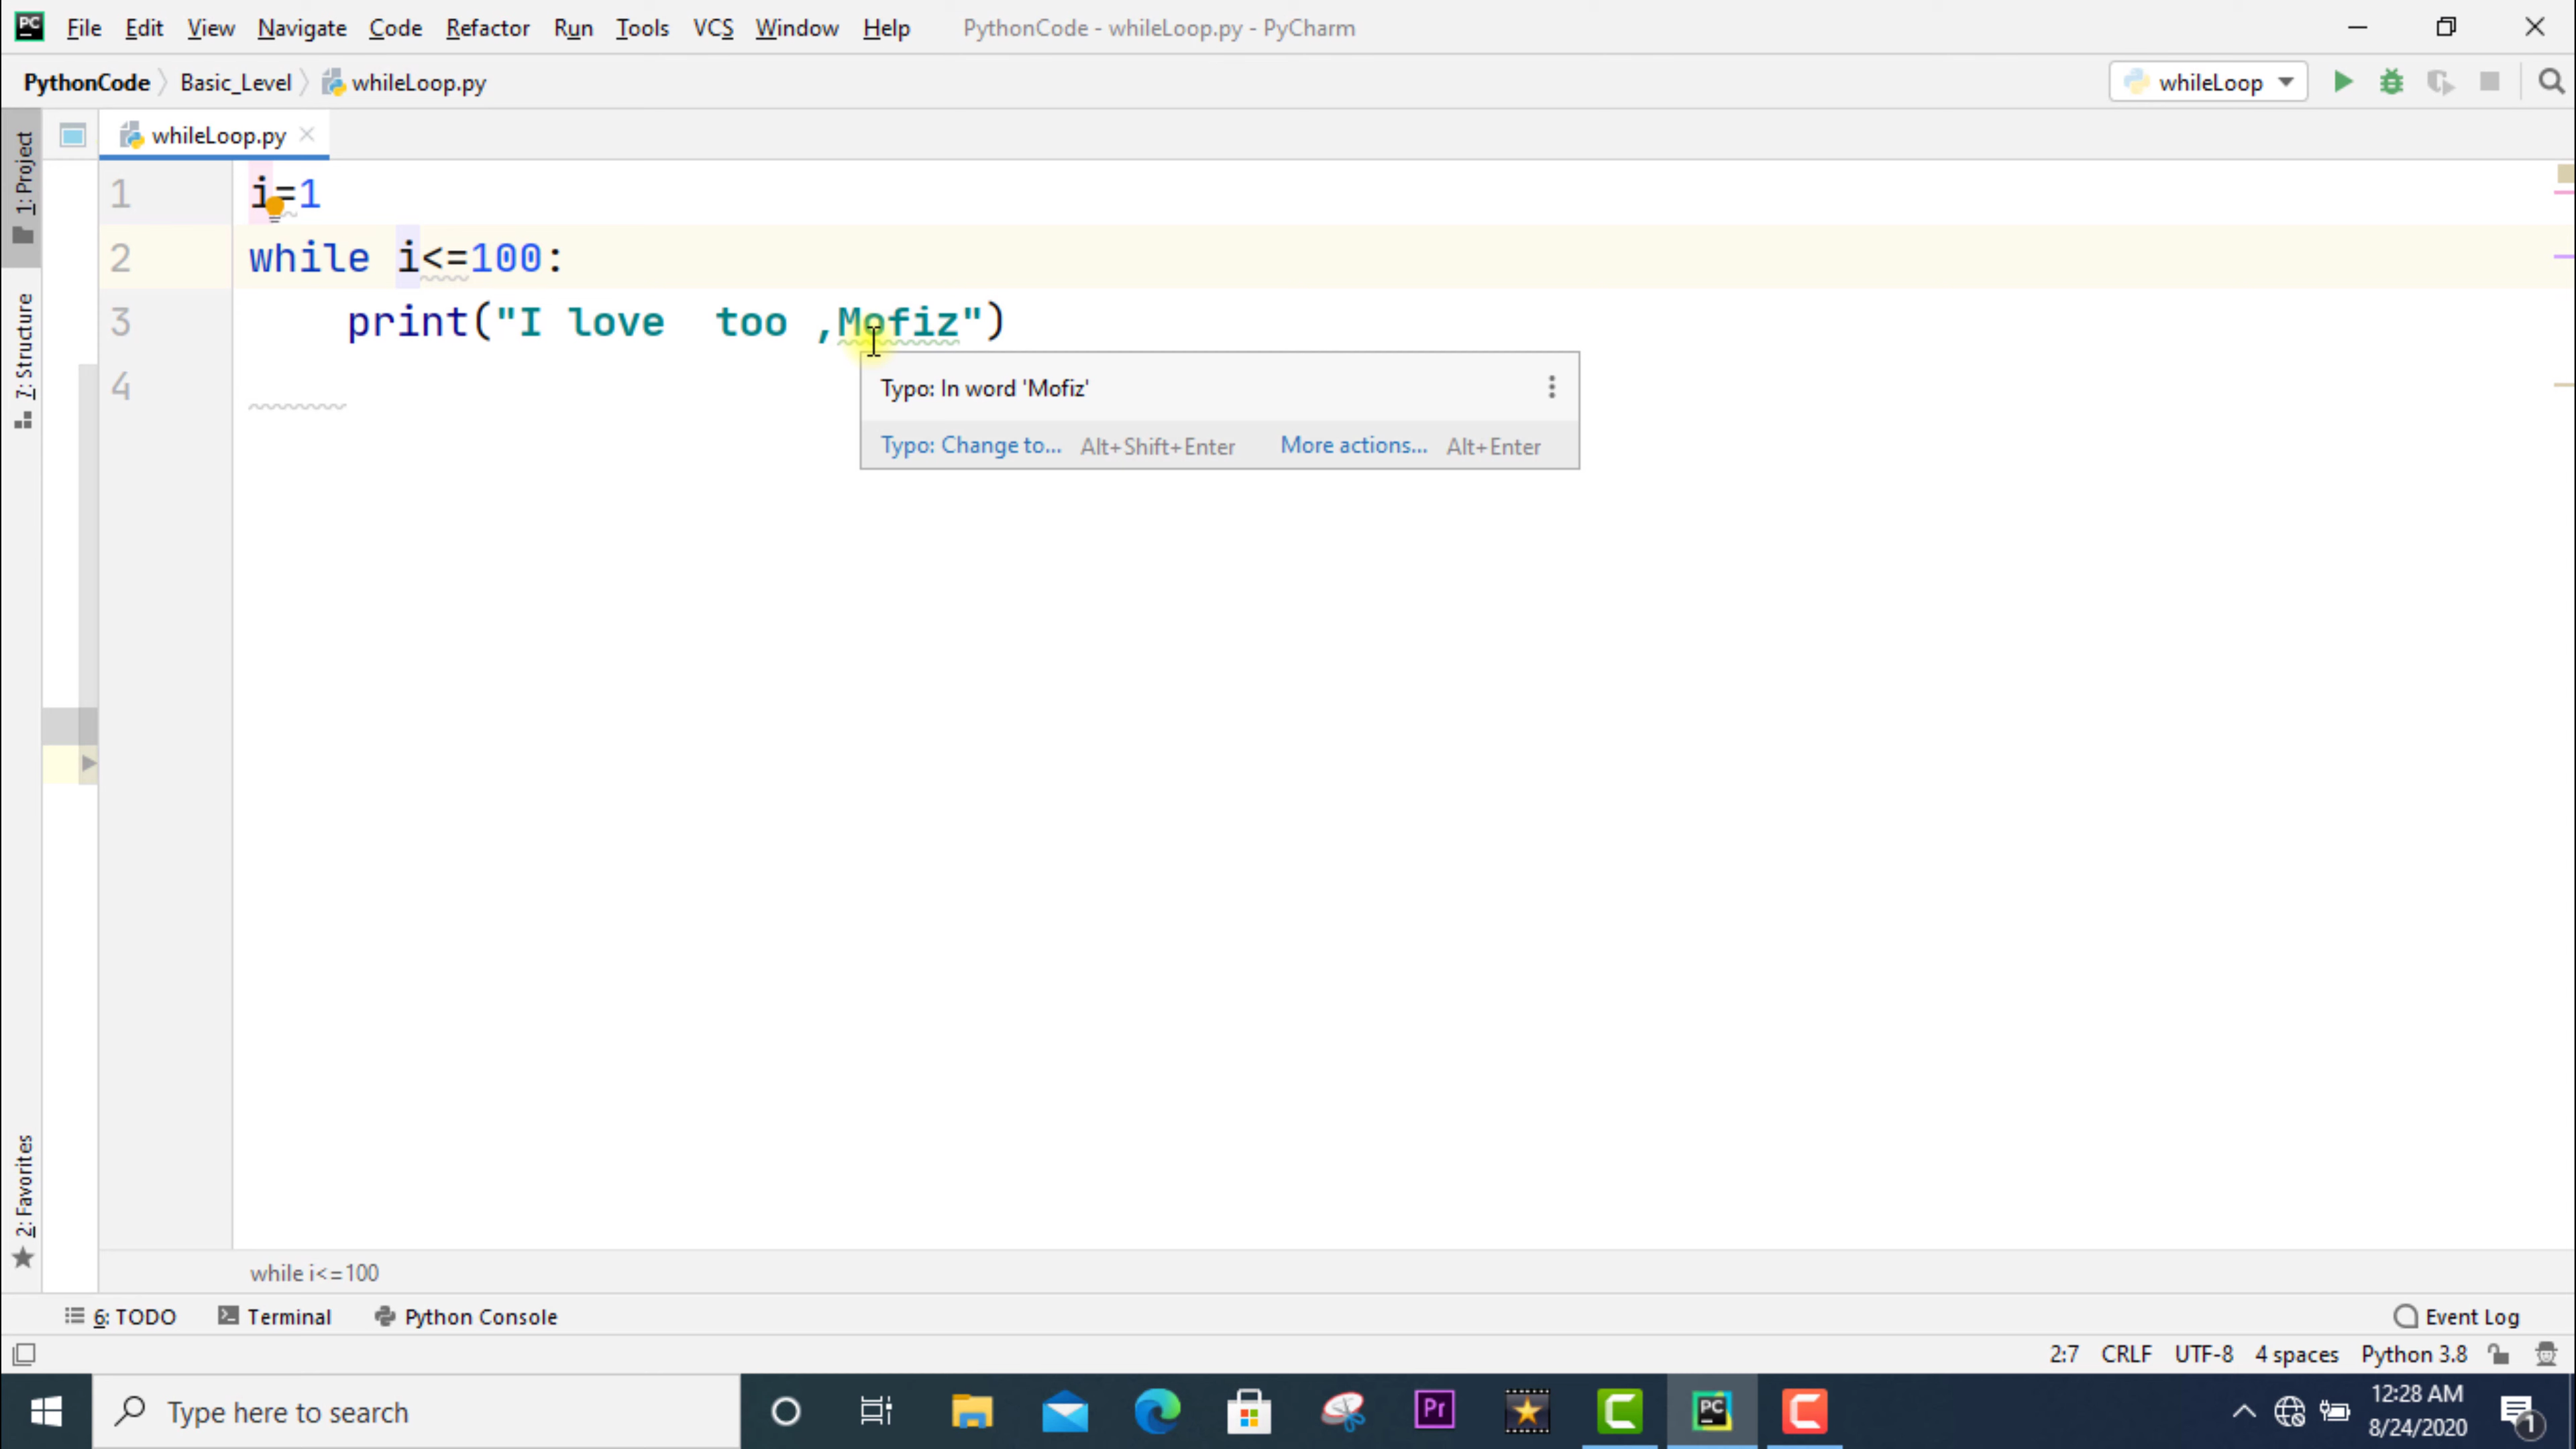 PC File Edit View Navigate Code Refactor Run Tools VCS Window Help PythonCode - whileLoop.py - PyCharm
PythonCode Basic_Level whileLoop.py whileLoop
1: Project
whileLoop.py
1 i=1
2 while i<=100:
3 print("I love  too ,Mofiz")
4
Typo: In word 'Mofiz'
Typo: Change to... Alt+Shift+Enter More actions... Alt+Enter
7: Structure
2: Favorites
while i<=100
6: TODO Terminal Python Console Event Log
2:7 CRLF UTF-8 4 spaces Python 3.8
Type here to search Pr PC 12:28 AM
8/24/2020 1